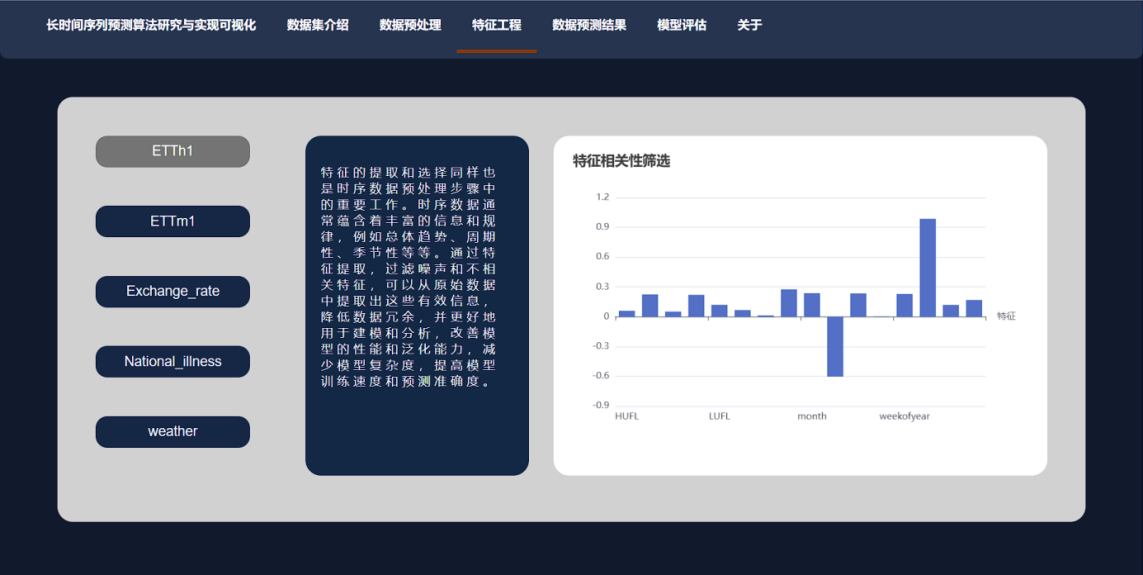 长时间序列预测算法研究与实现可视化 数据集介绍 数据预处理 特征工程 数据预测结果 模型评估 关于
ETTh1
ETTm1
Exchange_rate
National_illness
weather
特征的提取和选择同样也
是时序数据预处理步骤中
的重要工作。时序数据通
常蕴含着丰富的信息和规
律，例如总体趋势、周期
性、季节性等等。通过特
征提取，过滤噪声和不相
关特征，可以从原始数据
中提取出这些有效信息，
降低数据冗余，并更好地
用于建模和分析，改善模
型的性能和泛化能力，减
少模型复杂度，提高模型
训练速度和预测准确度。
特征相关性筛选
1.2
0.9
0.6
0.3
0
-0.3
-0.6
-0.9
特征
HUFL LUFL month weekofyear